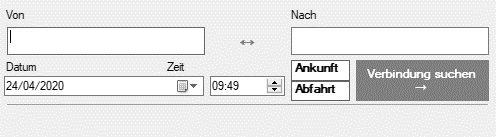 Von Nach
↔
Datum Zeit Ankunft
24/04/2020 09:49 Abfahrt
Verbindung suchen
→